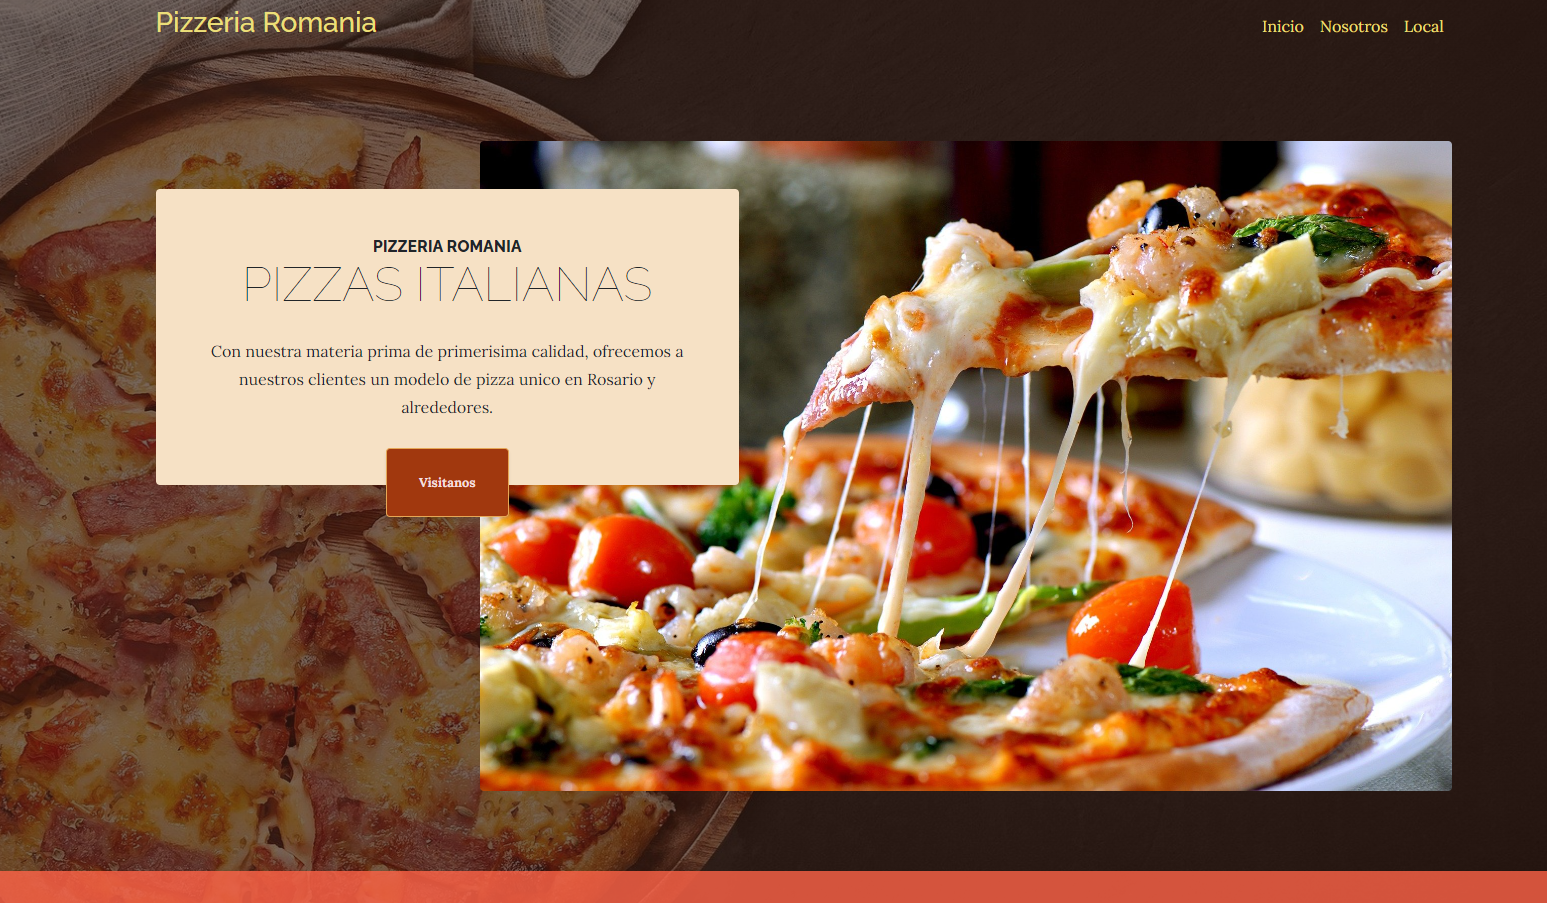 Pizzeria Romania
Inicio Nosotros Local
PIZZERIA ROMANIA
PIZZAS ITALIANAS
Con nuestra materia prima de primerisima calidad, ofrecemos a
nuestros clientes un modelo de pizza unico en Rosario y
alrededores.
Visitanos